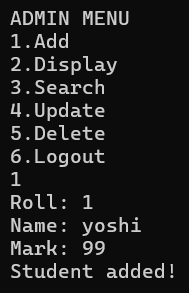 ADMIN MENU
1.Add
2.Display
3.Search
4.Update
5.Delete
6.Logout
1
Roll: 1
Name: yoshi
Mark: 99
Student added!